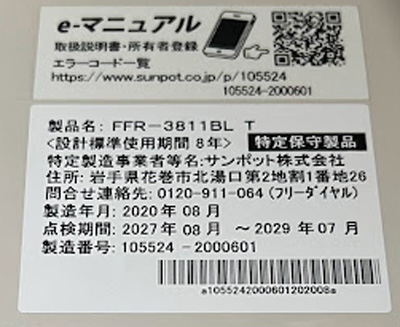 e-マニュアル
取扱説明書・所有者登録
エラーコード一覧
https://www.sunpot.co.jp/p/105524
105524-2000601
製品名: FFR-3811BL T
<設計標準使用期間 8年> 特定保守製品
特定製造事業者等名:サンポット株式会社
住所: 岩手県花巻市北湯口第2地割1番地26
問合せ連絡先: 0120-911-064 (フリーダイヤル)
製造年月: 2020年 08月
点検期間: 2027年 08月 ~2029年 07月
製造番号: 105524 -2000601
a1055242000601202008a